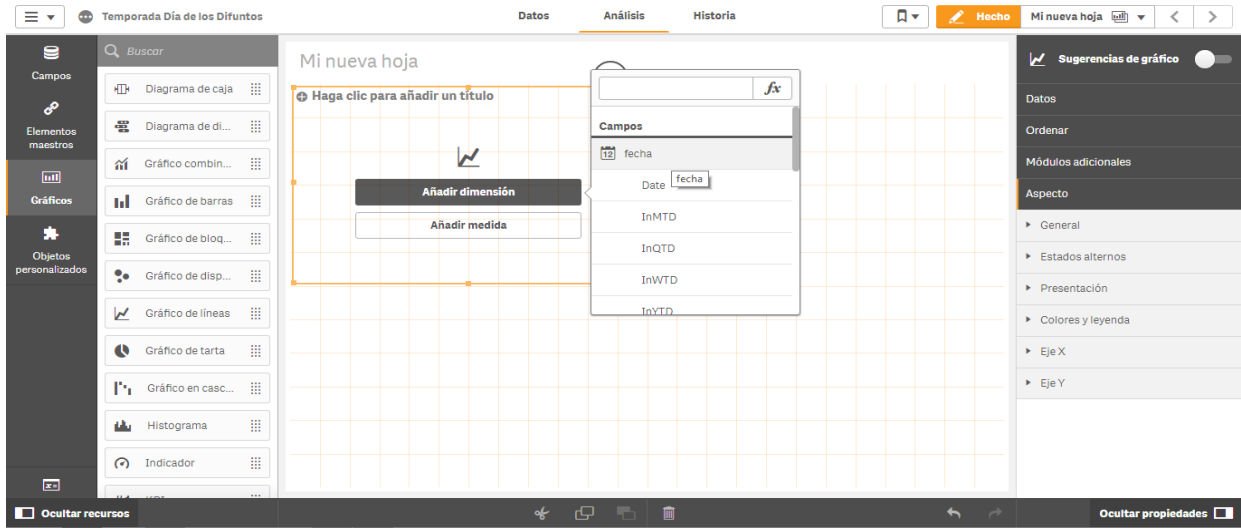 Temporada Día de los Difuntos
Datos
Análisis
Historia
Hecho
Mi nueva hoja
Campos
Elementos
maestros
Gráficos
Objetos
personalizados
Buscar
Diagrama de caja
Diagrama de di...
Gráfico combin...
Gráfico de barras
Gráfico de bloq...
Gráfico de disp...
Gráfico de líneas
Gráfico de tarta
Gráfico en casc...
Histograma
Indicador
Mi nueva hoja
Haga clic para añadir un título
Añadir dimensión
Añadir medida
fx
Campos
12 fecha
fecha
Date
InMTD
InQTD
InWTD
InYTD
Sugerencias de gráfico
Datos
Ordenar
Módulos adicionales
Aspecto
General
Estados alternos
Presentación
Colores y leyenda
Eje X
Eje Y
Ocultar recursos
Ocultar propiedades